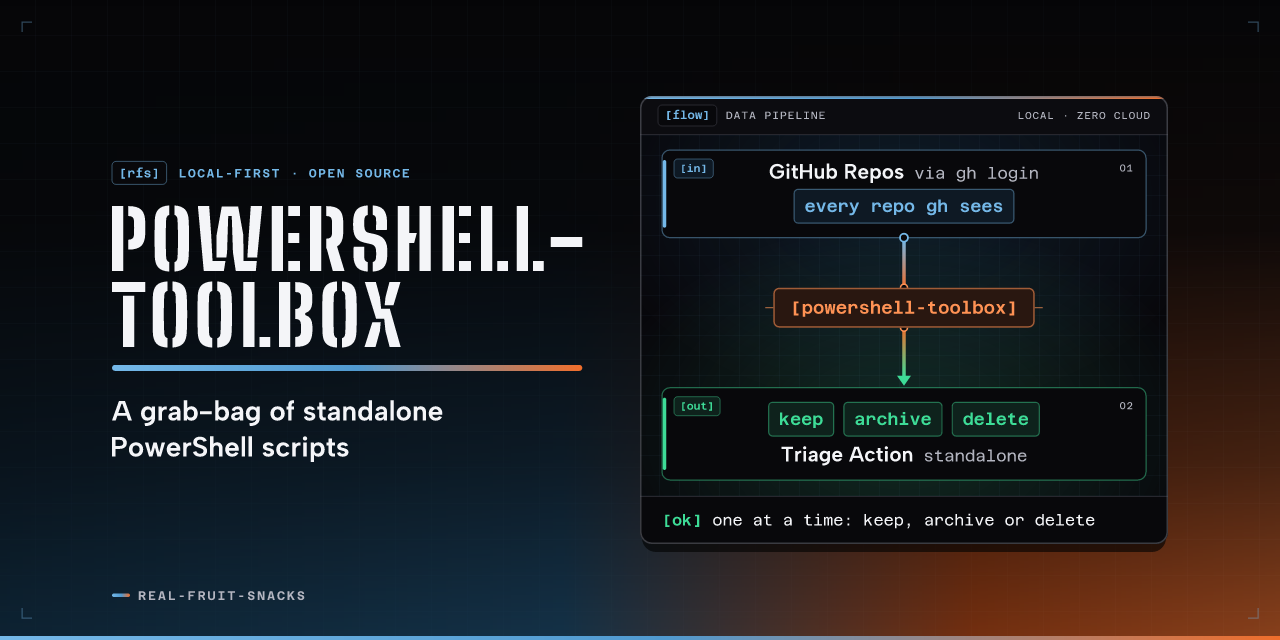 [rfs] LOCAL-FIRST · OPEN SOURCE
POWERSHELL-
TOOLBOX
A grab-bag of standalone
PowerShell scripts
REAL-FRUIT-SNACKS
[flow] DATA PIPELINE LOCAL · ZERO CLOUD
[in] GitHub Repos via gh login 01
every repo gh sees
[powershell-toolbox]
[out] keep archive delete 02
Triage Action standalone
[ok] one at a time: keep, archive or delete